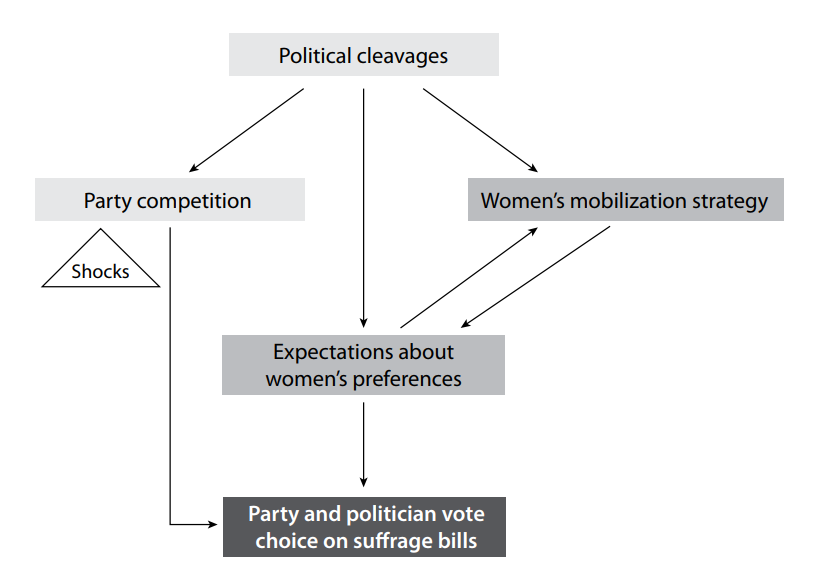 Political cleavages
Party competition
Women’s mobilization strategy
Shocks
Expectations about
women’s preferences
Party and politician vote
choice on suffrage bills